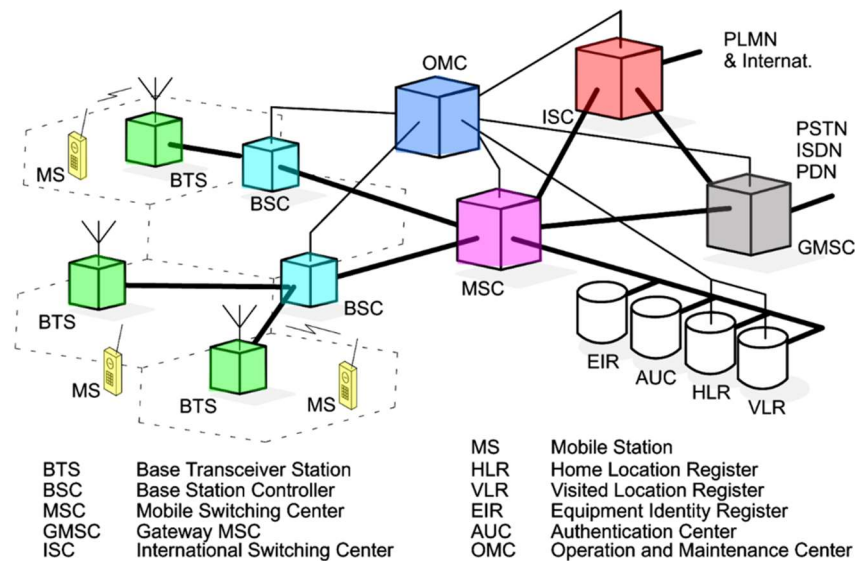 PLMN
& Internat.
OMC
ISC
PSTN
ISDN
PDN
MS
BTS
BSC
GMSC
MSC
BTS
BSC
MS
BTS
MS
EIR
AUC
HLR
VLR
BTS Base Transceiver Station
BSC Base Station Controller
MSC Mobile Switching Center
GMSC Gateway MSC
ISC International Switching Center
MS Mobile Station
HLR Home Location Register
VLR Visited Location Register
EIR Equipment Identity Register
AUC Authentication Center
OMC Operation and Maintenance Center